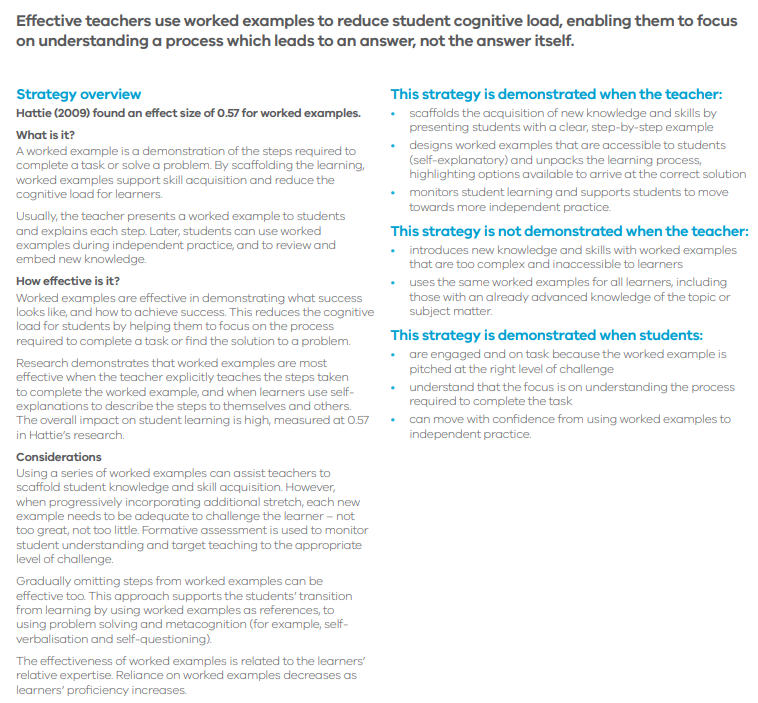 Effective teachers use worked examples to reduce student cognitive load, enabling them to focus
on understanding a process which leads to an answer, not the answer itself.
Strategy overview
Hattie (2009) found an effect size of 0.57 for worked examples.
What is it?
A worked example is a demonstration of the steps required to
complete a task or solve a problem. By scaffolding the learning,
worked examples support skill acquisition and reduce the
cognitive load for learners.
Usually, the teacher presents a worked example to students
and explains each step. Later, students can use worked
examples during independent practice, and to review and
embed new knowledge.
How effective is it?
Worked examples are effective in demonstrating what success
looks like, and how to achieve success. This reduces the cognitive
load for students by helping them to focus on the process
required to complete a task or find the solution to a problem.
Research demonstrates that worked examples are most
effective when the teacher explicitly teaches the steps taken
to complete the worked example, and when learners use self-
explanations to describe the steps to themselves and others.
The overall impact on student learning is high, measured at 0.57
in Hattie's research.
Considerations
Using a series of worked examples can assist teachers to
scaffold student knowledge and skill acquisition. However,
when progressively incorporating additional stretch, each new
example needs to be adequate to challenge the learner – not
too great, not too little. Formative assessment is used to monitor
student understanding and target teaching to the appropriate
level of challenge.
Gradually omitting steps from worked examples can be
effective too. This approach supports the students' transition
from learning by using worked examples as references, to
using problem solving and metacognition (for example, self-
verbalisation and self-questioning).
The effectiveness of worked examples is related to the learners'
relative expertise. Reliance on worked examples decreases as
learners' proficiency increases.
This strategy is demonstrated when the teacher:
• scaffolds the acquisition of new knowledge and skills by
presenting students with a clear, step-by-step example
• designs worked examples that are accessible to students
(self-explanatory) and unpacks the learning process,
highlighting options available to arrive at the correct solution
• monitors student learning and supports students to move
towards more independent practice.
This strategy is not demonstrated when the teacher:
• introduces new knowledge and skills with worked examples
that are too complex and inaccessible to learners
• uses the same worked examples for all learners, including
those with an already advanced knowledge of the topic or
subject matter.
This strategy is demonstrated when students:
• are engaged and on task because the worked example is
pitched at the right level of challenge
• understand that the focus is on understanding the process
required to complete the task
• can move with confidence from using worked examples to
independent practice.